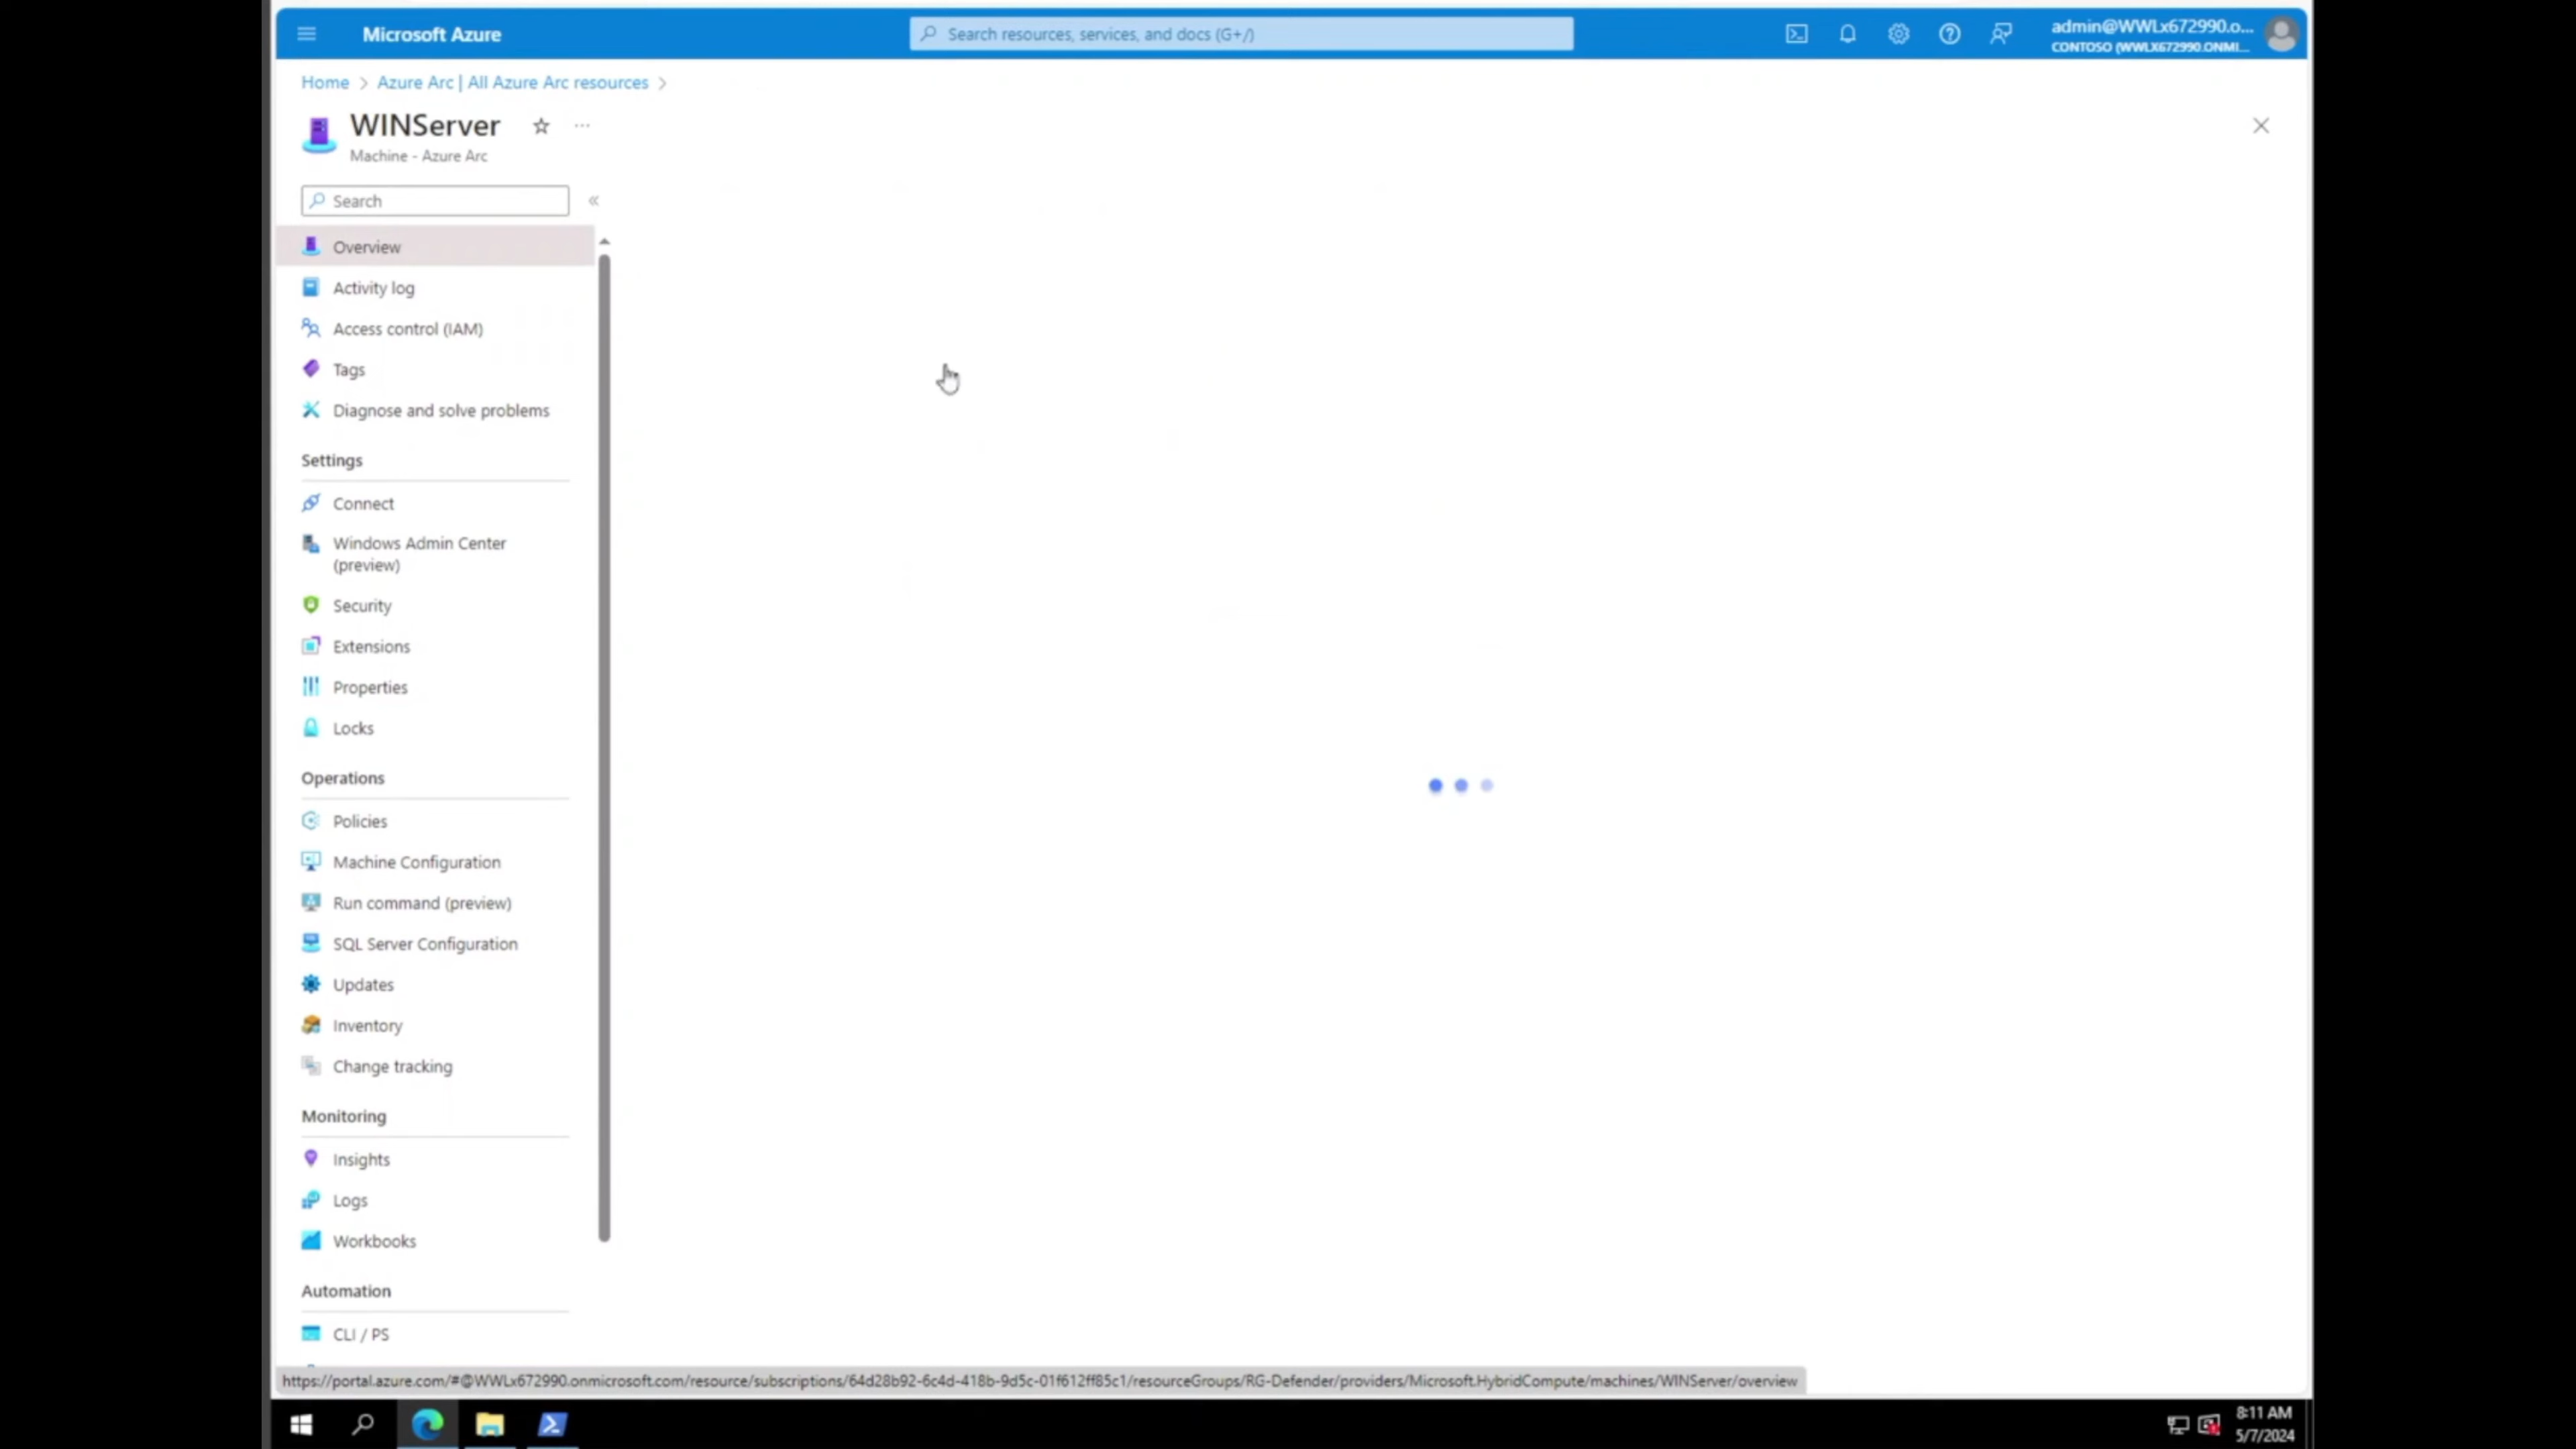 Microsoft Azure
Search resources, services, and docs (G+/)
admin@WWLx672990.o...
CONTOSO (WWLX672990.ONMI...
Home > Azure Arc | All Azure Arc resources >
WINServer
Machine - Azure Arc
Search
Overview
Activity log
Access control (IAM)
Tags
Diagnose and solve problems
Settings
Connect
Windows Admin Center
(preview)
Security
Extensions
Properties
Locks
Operations
Policies
Machine Configuration
Run command (preview)
SQL Server Configuration
Updates
Inventory
Change tracking
Monitoring
Insights
Logs
Workbooks
Automation
CLI / PS
https://portal.azure.com/#@WWLx672990.onmicrosoft.com/resource/subscriptions/64d28b92-6c4d-418b-9d5c-01f612ff85c1/resourceGroups/RG-Defender/providers/Microsoft.HybridCompute/machines/WINServer/overview
8:11 AM
5/7/2024